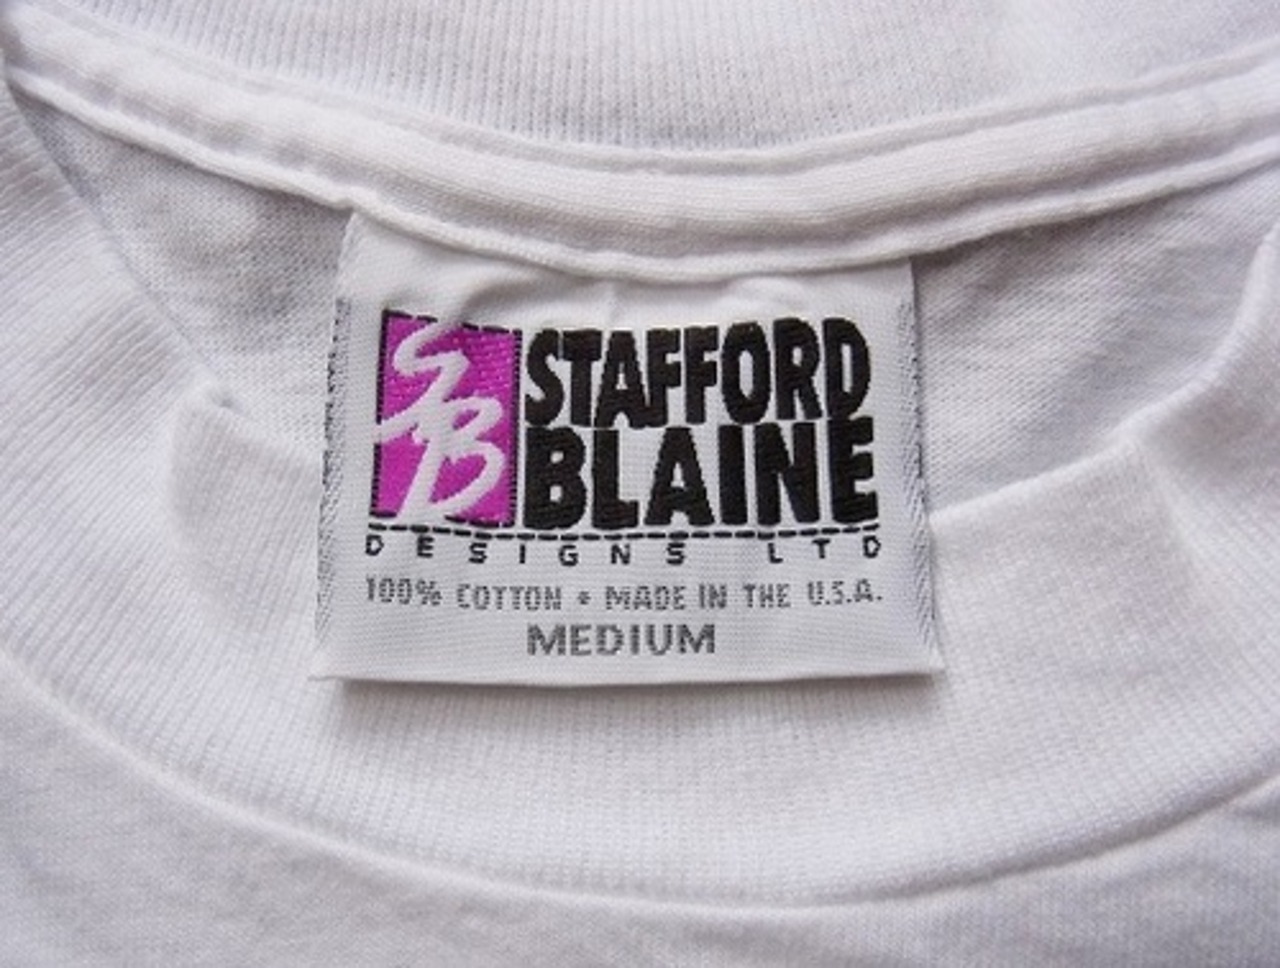 SB
STAFFORD
BLAINE
DESIGNS LTD
100% COTTON • MADE IN THE U.S.A.
MEDIUM